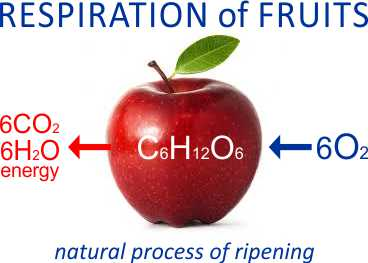 RESPIRATION of FRUITS
6CO₂
6H₂O
energy
C₆H₁₂O₆
6O₂
natural process of ripening